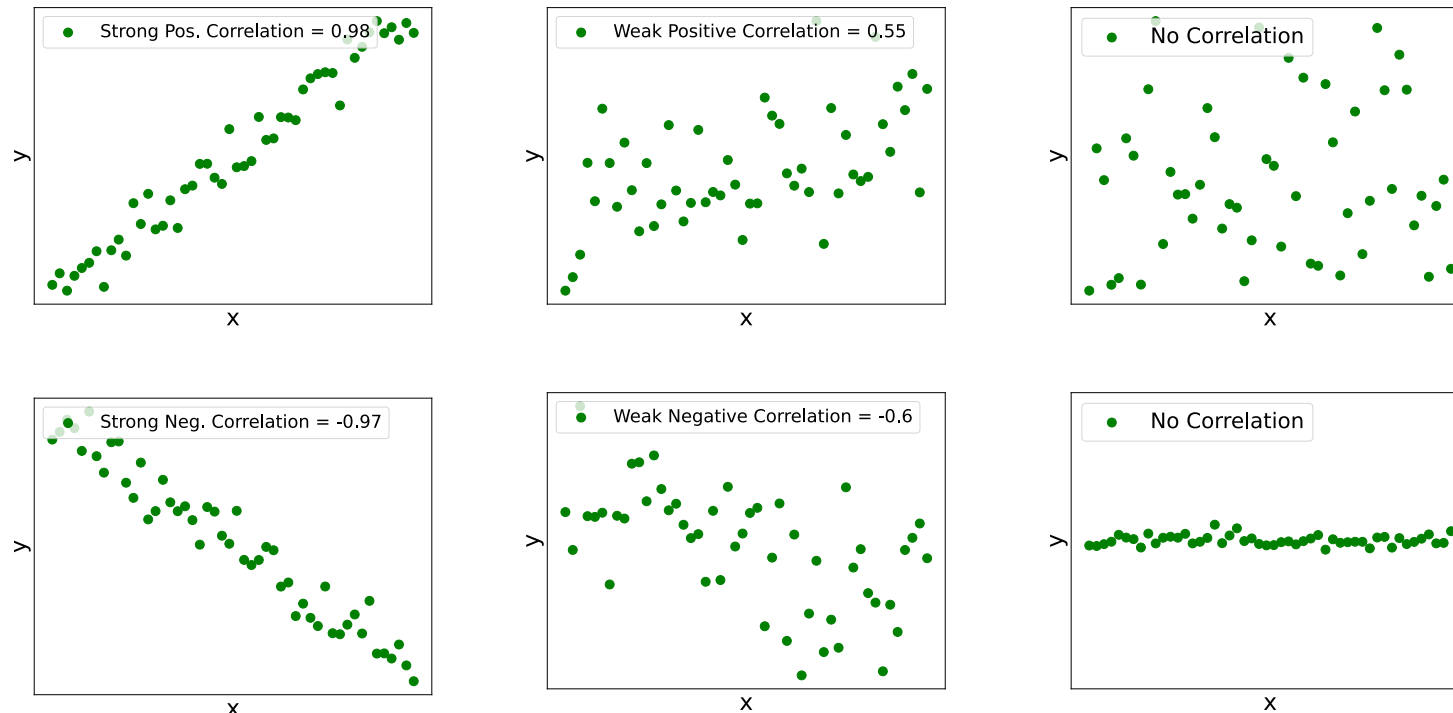 Strong Pos. Correlation = 0.98
y
x
Weak Positive Correlation = 0.55
y
x
No Correlation
y
x
Strong Neg. Correlation = -0.97
y
x
Weak Negative Correlation = -0.6
y
x
No Correlation
y
x